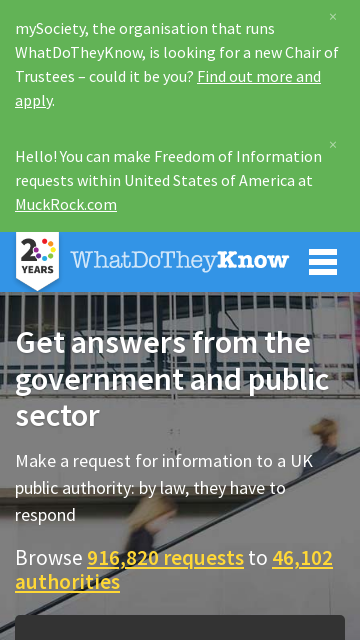 ×
mySociety, the organisation that runs
WhatDoTheyKnow, is looking for a new Chair of
Trustees – could it be you? Find out more and
apply.
×
Hello! You can make Freedom of Information
requests within United States of America at
MuckRock.com
20
YEARS
WhatDoTheyKnow
Get answers from the
government and public
sector
Make a request for information to a UK
public authority: by law, they have to
respond
Browse 916,820 requests to 46,102
authorities